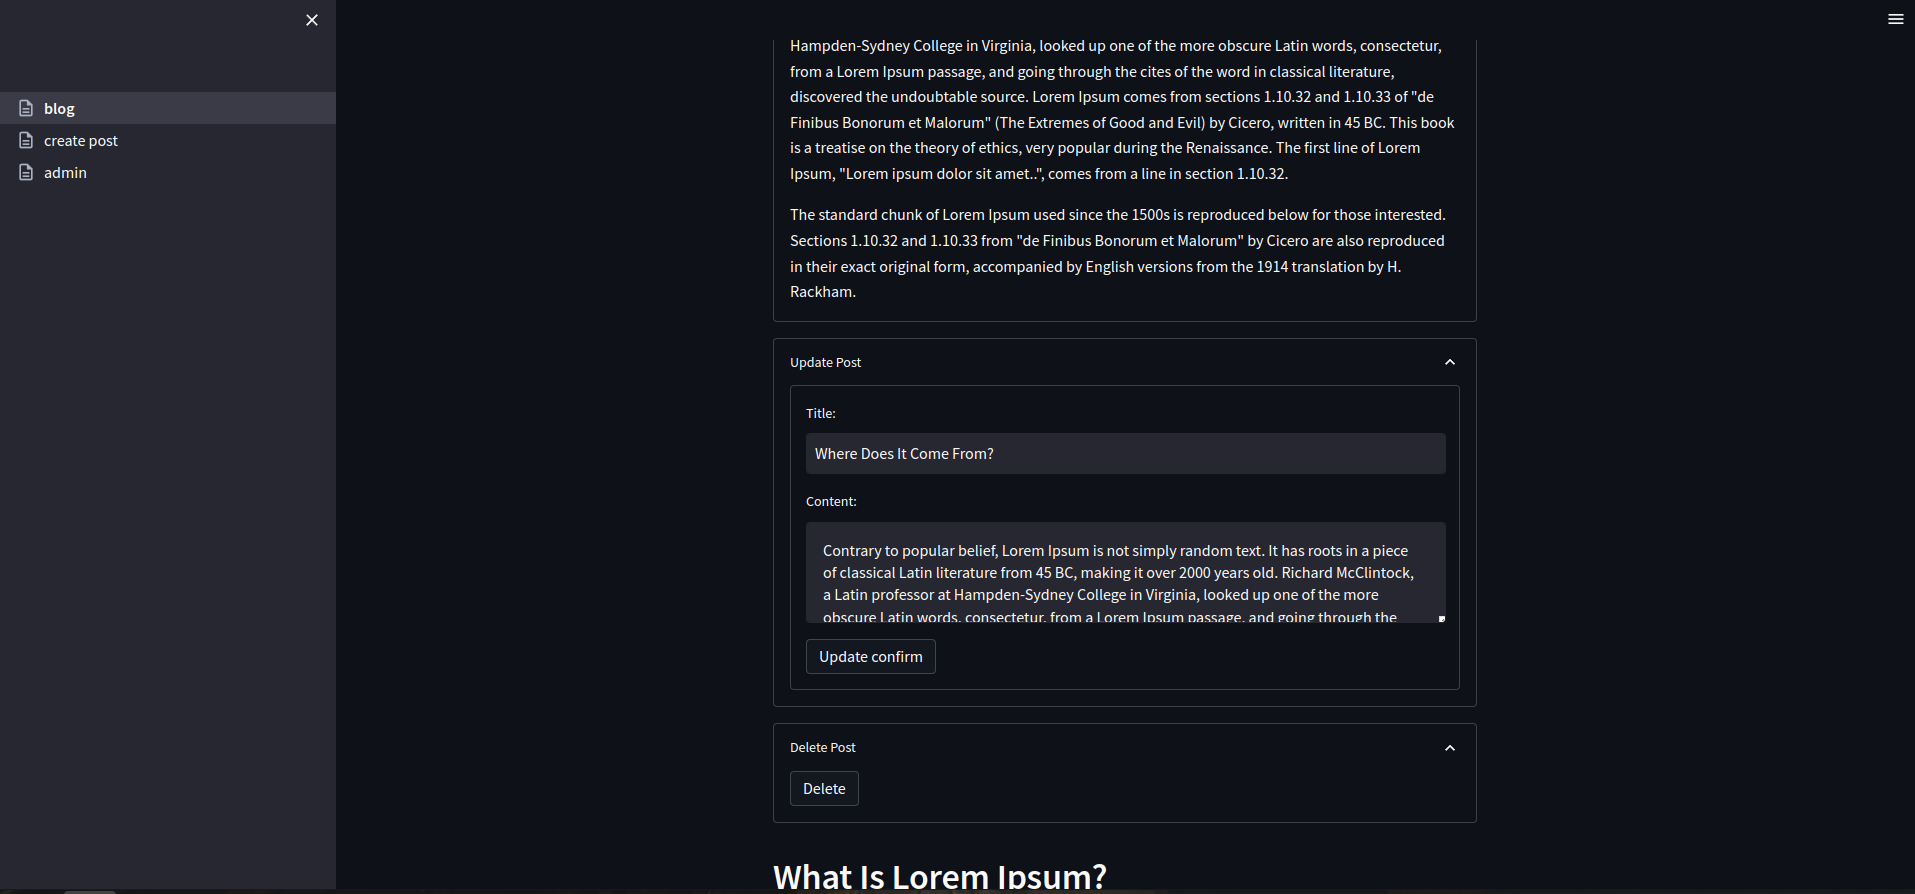 blog
create post
admin
Hampden-Sydney College in Virginia, looked up one of the more obscure Latin words, consectetur,
from a Lorem Ipsum passage, and going through the cites of the word in classical literature,
discovered the undoubtable source. Lorem Ipsum comes from sections 1.10.32 and 1.10.33 of "de
Finibus Bonorum et Malorum" (The Extremes of Good and Evil) by Cicero, written in 45 BC. This book
is a treatise on the theory of ethics, very popular during the Renaissance. The first line of Lorem
Ipsum, "Lorem ipsum dolor sit amet..", comes from a line in section 1.10.32.
The standard chunk of Lorem Ipsum used since the 1500s is reproduced below for those interested.
Sections 1.10.32 and 1.10.33 from "de Finibus Bonorum et Malorum" by Cicero are also reproduced
in their exact original form, accompanied by English versions from the 1914 translation by H.
Rackham.
Update Post
Title:
Where Does It Come From?
Content:
Contrary to popular belief, Lorem Ipsum is not simply random text. It has roots in a piece
of classical Latin literature from 45 BC, making it over 2000 years old. Richard McClintock,
a Latin professor at Hampden-Sydney College in Virginia, looked up one of the more
obscure Latin words, consectetur, from a Lorem Ipsum passage, and going through the
Update confirm
Delete Post
Delete
What Is Lorem Ipsum?